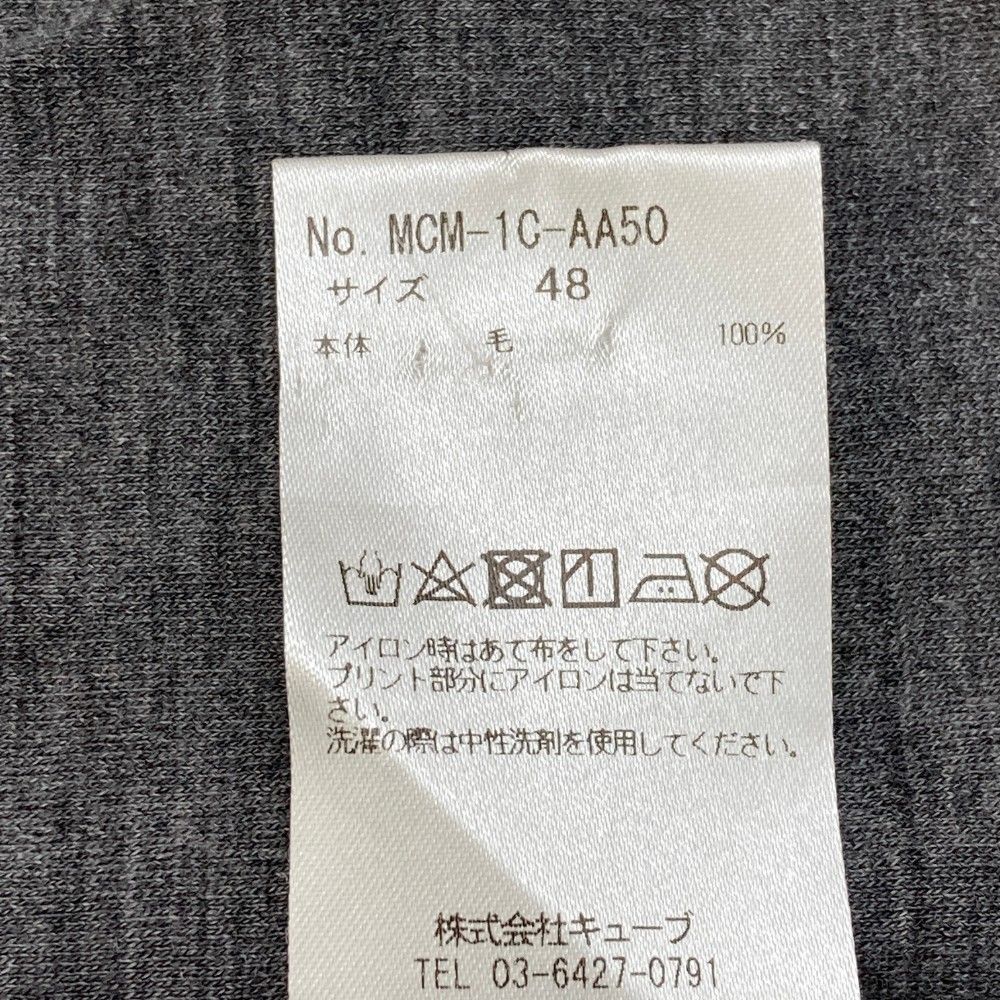 No. MCM-1C-AA50
サイズ 48
本体 毛 100%
アイロン時はあて布をして下さい。
プリント部分にアイロンは当てないで下
さい。
洗濯の際は中性洗剤を使用してください。
株式会社キューブ
TEL 03-6427-0791